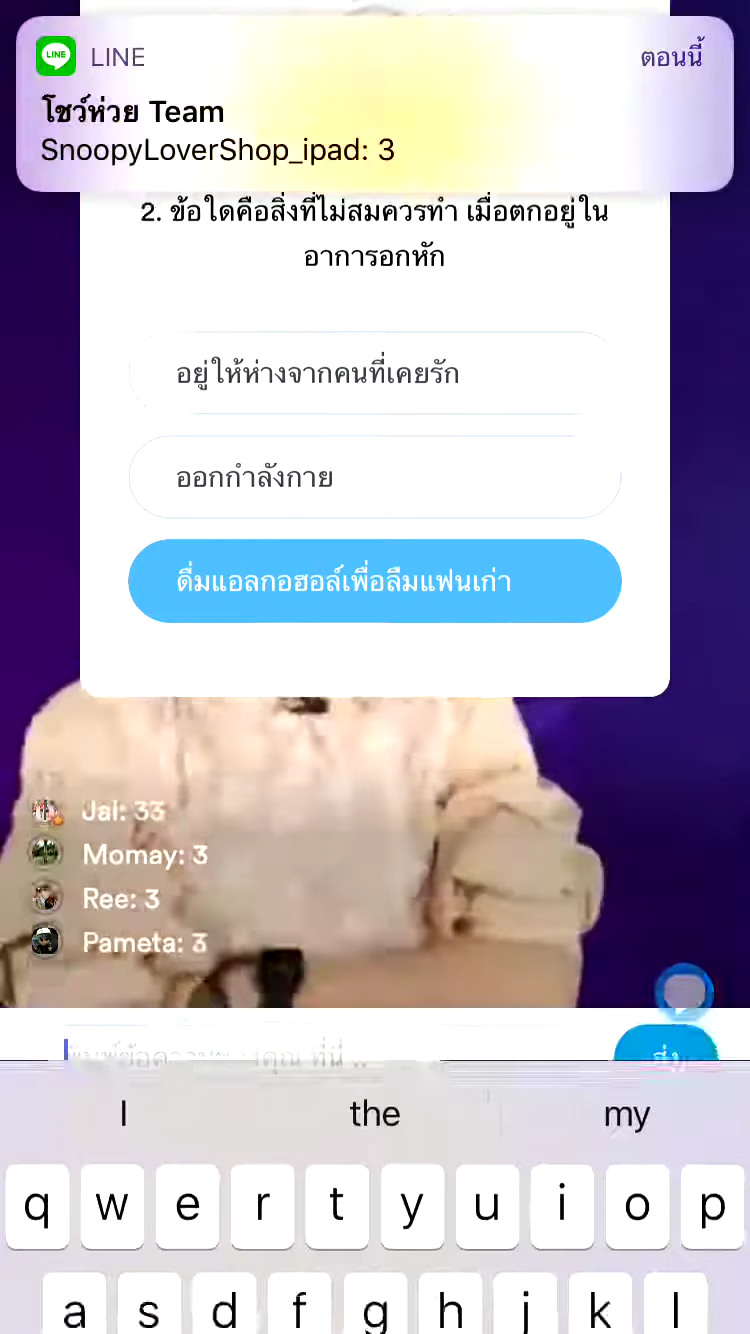 LINE
LINE
ตอนนี้
โชว์ห่วย Team
SnoopyLoverShop_ipad: 3
2. ข้อใดคือสิ่งที่ไม่สมควรทำ เมื่อตกอยู่ใน
อาการอกหัก
อยู่ให้ห่างจากคนที่เคยรัก
ออกกำลังกาย
ดื่มแอลกอฮอล์เพื่อลืมแฟนเก่า
Jal: 33
Momay: 3
Ree: 3
Pameta: 3
ส่ง
I the my
q w e r t y u i o p
a s d f g h j k l